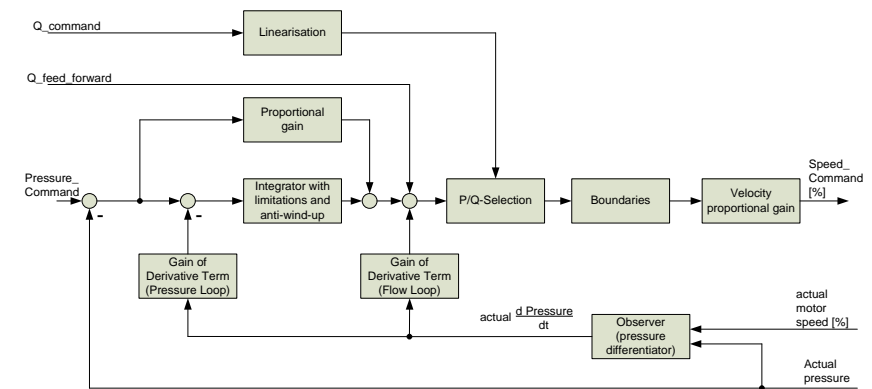 Q_command
Linearisation
Q_feed_forward
Proportional
gain
Pressure_
Command
-
-
Integrator with
limitations and
anti-wind-up
P/Q-Selection
Boundaries
Velocity
proportional gain
Speed_
Command
[%]
Gain of
Derivative Term
(Pressure Loop)
Gain of
Derivative Term
(Flow Loop)
actual d Pressure
dt
Observer
(pressure
differentiator)
actual
motor
speed [%]
Actual
pressure